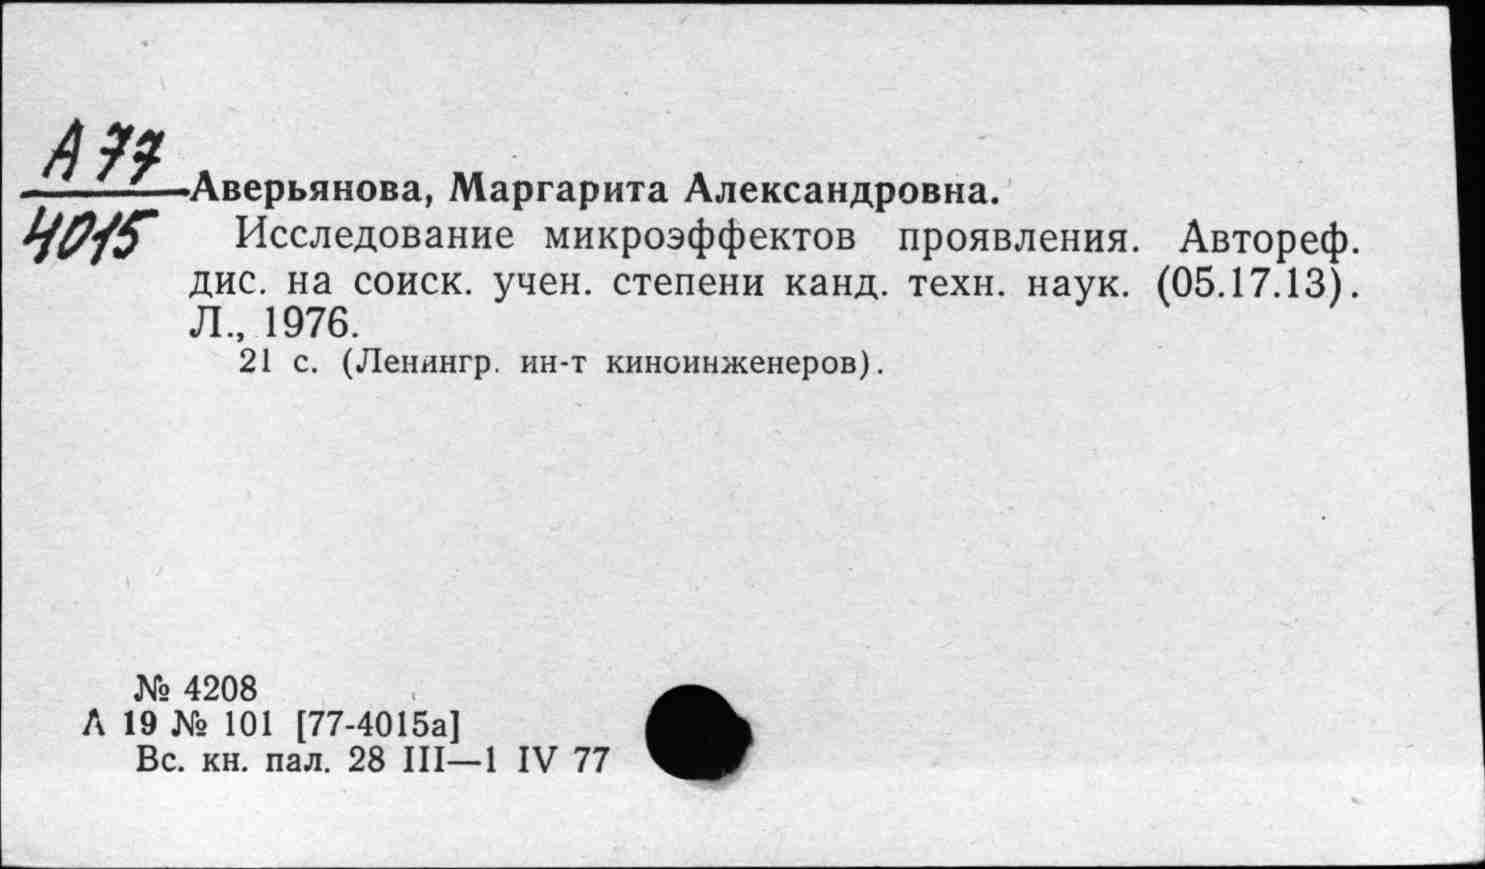 А77
4015
Аверьянова, Маргарита Александровна.
Исследование микроэффектов проявления. Автореф.
дис. на соиск. учен. степени канд. техн. наук. (05.17.13).
Л., 1976.
21 с. (Ленингр. ин-т киноинженеров).
№ 4208
Λ 19 № 101 [77-4015а]
Вс. кн. пал. 28 III—1 IV 77